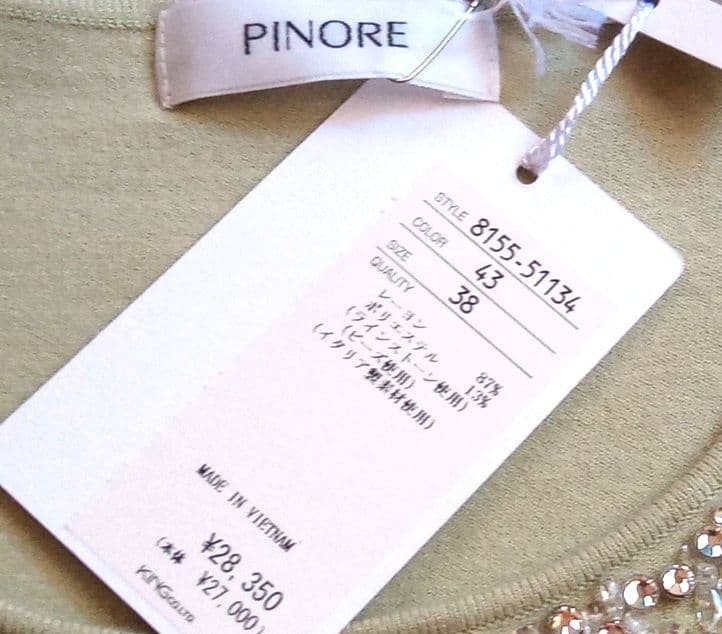 PINORE
STYLE 8155-51134
COLOR 43
SIZE 38
QUALITY
レーヨン 87%
ポリエステル 13%
(ラインストーン使用)
(ビーズ使用)
(イタリア製素材使用)
MADE IN VIETNAM
¥28,350
(本体 ¥27,000)